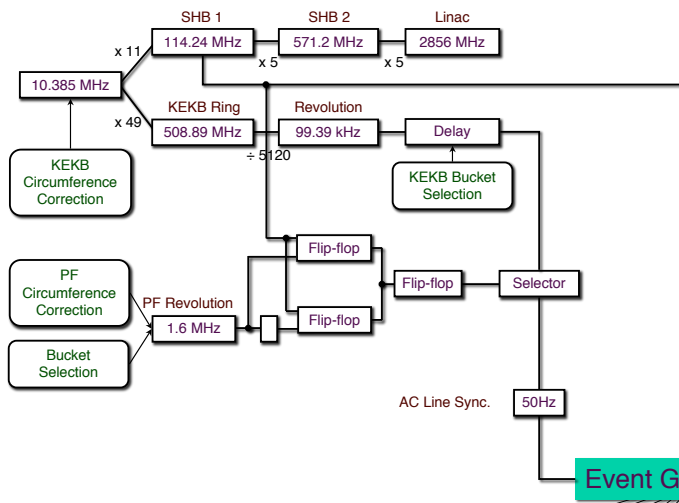 SHB 1
SHB 2
Linac
114.24 MHz
571.2 MHz
2856 MHz
x 11
x 5
x 5
10.385 MHz
KEKB Ring
Revolution
x 49
508.89 MHz
99.39 kHz
Delay
÷ 5120
KEKB
Circumference
Correction
KEKB Bucket
Selection
Flip-flop
PF
Circumference
Correction
Flip-flop
Selector
PF Revolution
1.6 MHz
Flip-flop
Bucket
Selection
AC Line Sync.
50Hz
Event G